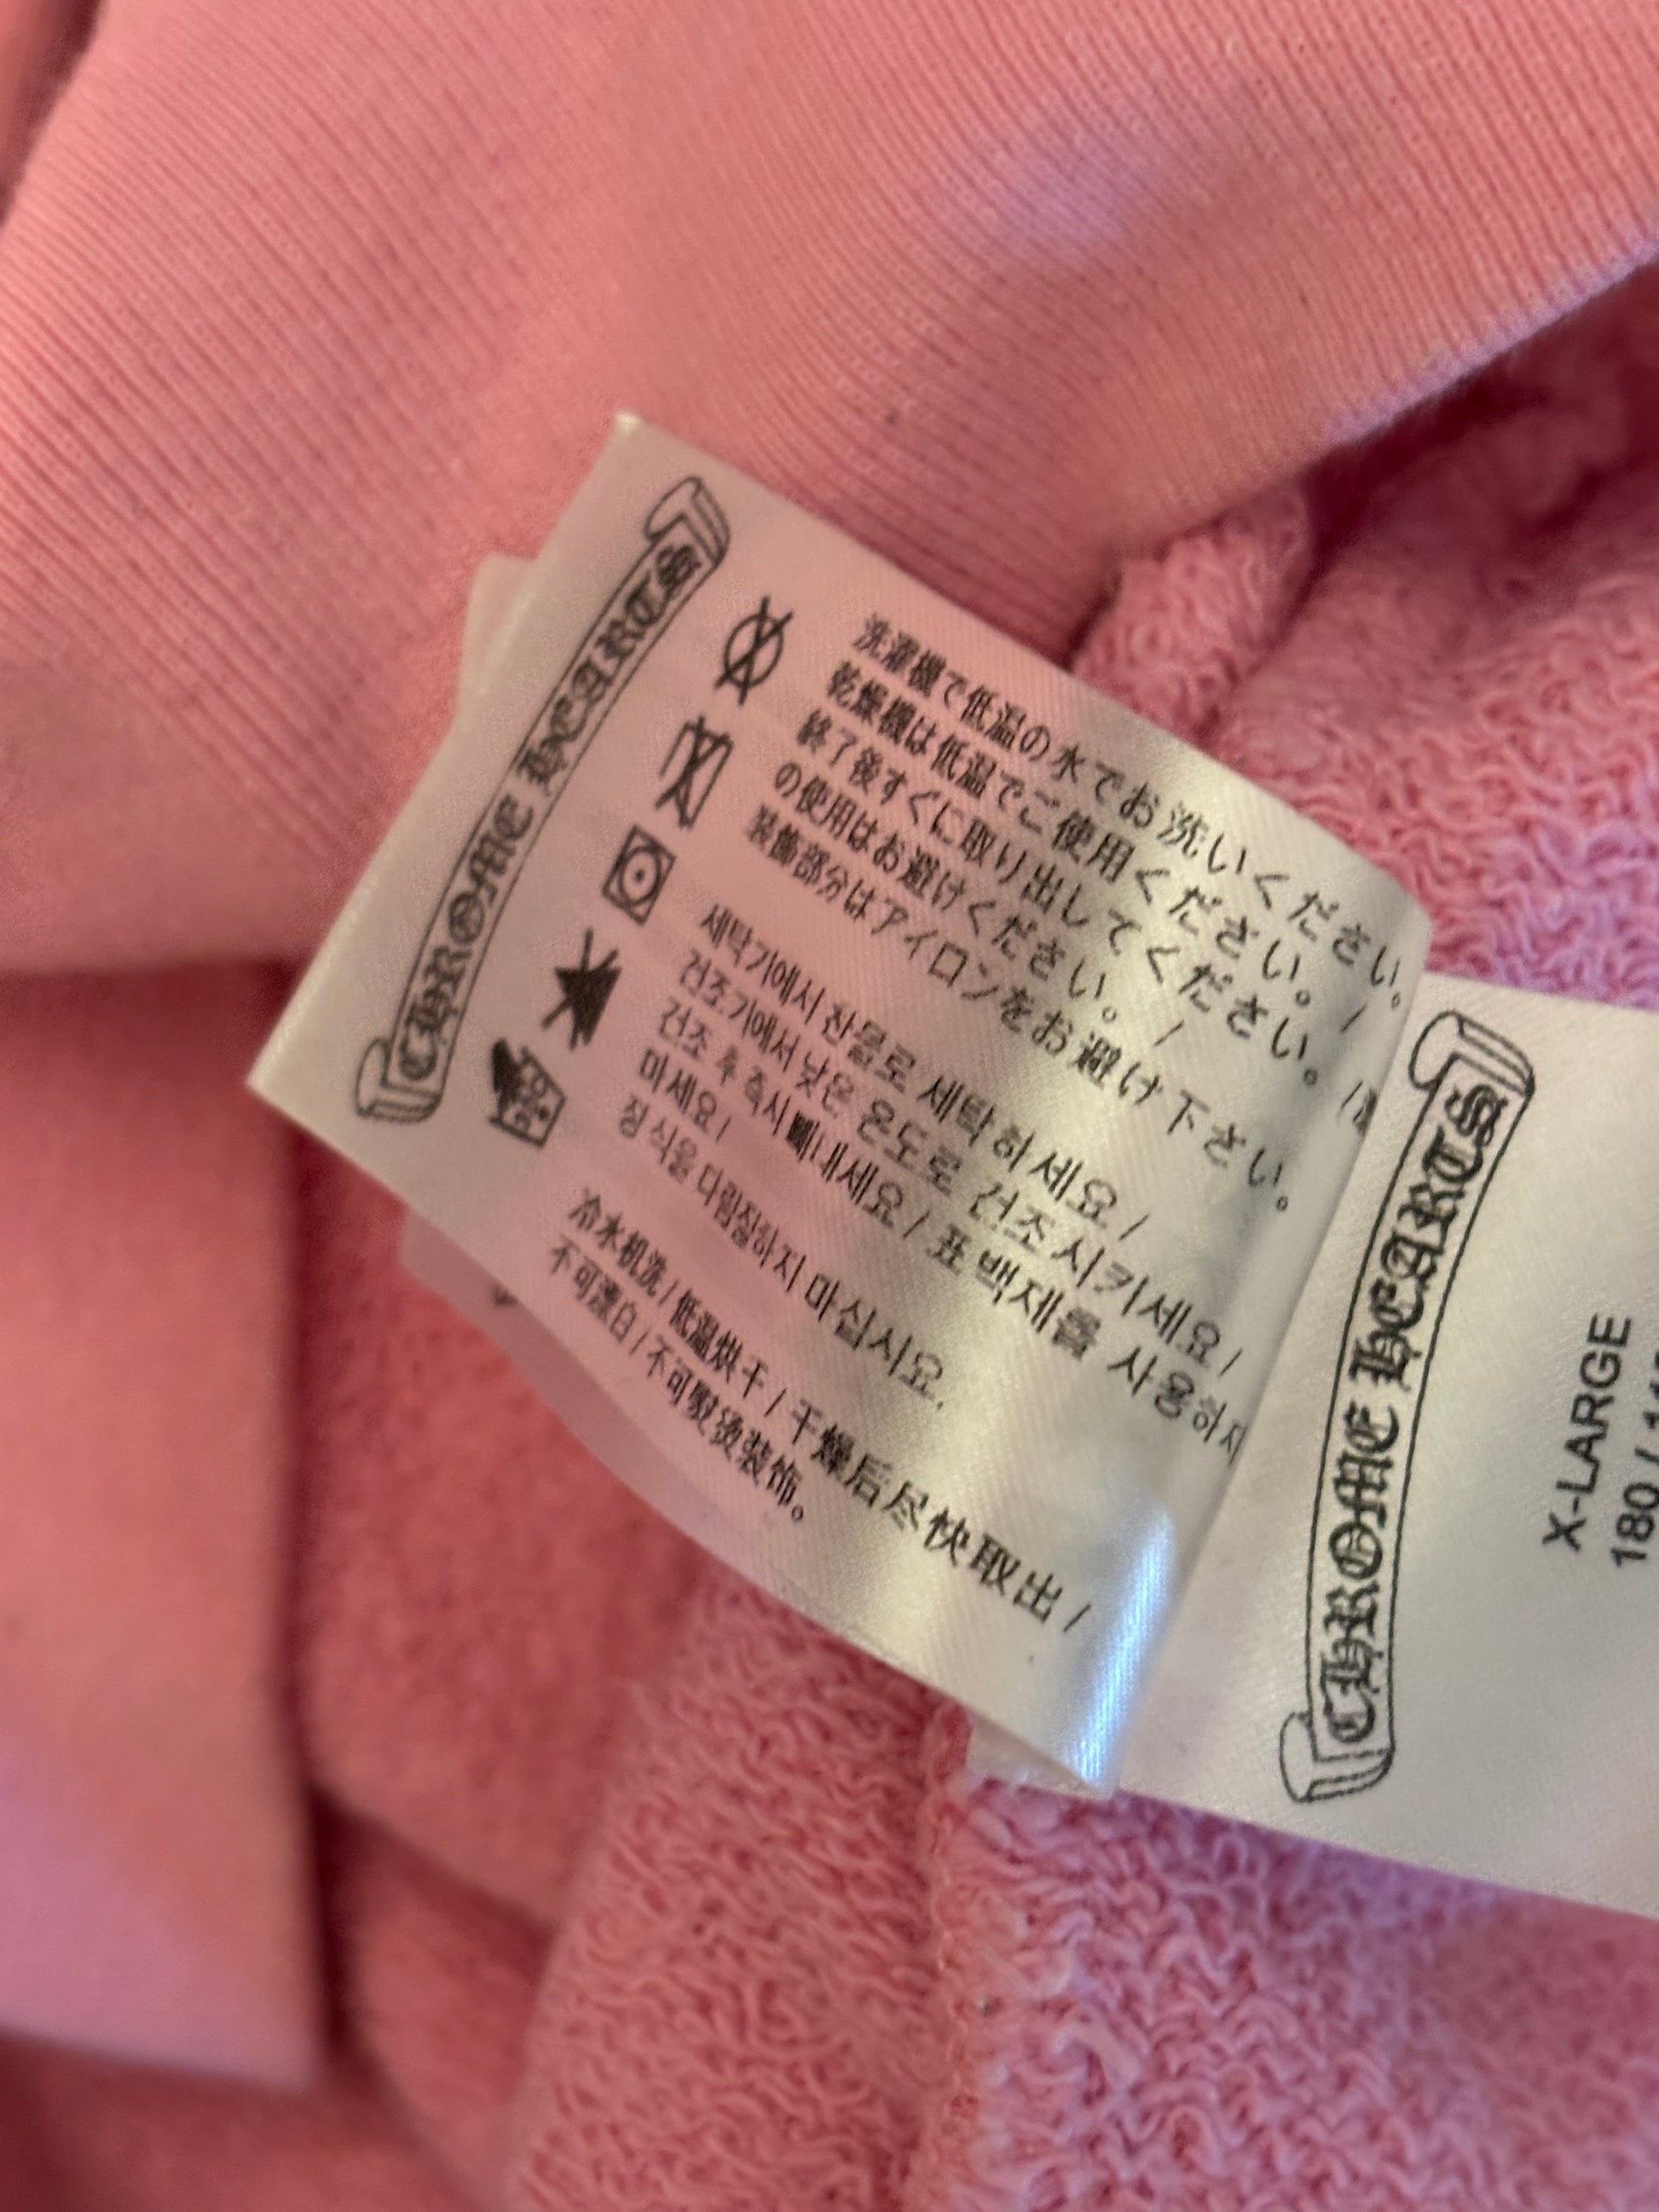 CHROME HEARTS
洗濯機で低温の水でお洗いください。
乾燥機は低温でご使用ください。/
終了後すぐに取り出してください。
の使用はお避けください。/
装飾部分はアイロンをお避け下さい。
세탁기에서 찬물로 세탁하세요 /
건조기에서 낮은 온도로 건조시키세요 /
건조 후 즉시 빼내세요 / 표백제를 사용하지
마세요 /
장식을 다림질하지 마십시요.
冷水机洗 / 低温烘干 / 干燥后尽快取出 /
不可漂白 / 不可熨烫装饰。
CHROME HEARTS
X-LARGE
180 /